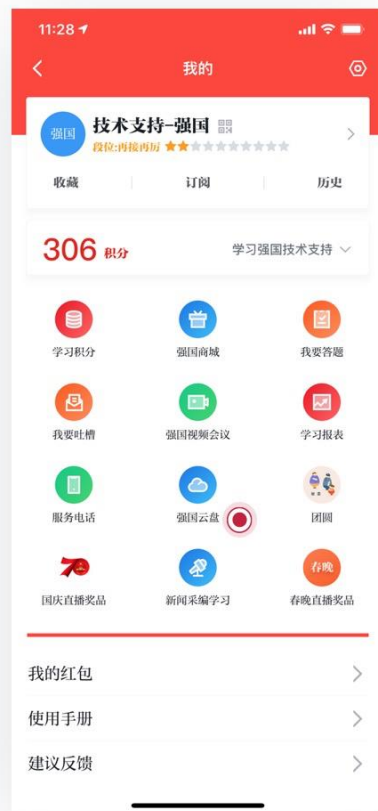 11:28
我的
强国
技术支持-强国
段位:再接再厉
收藏 订阅 历史
306 积分 学习强国技术支持
学习积分 强国商城 我要答题
我要吐槽 强国视频会议 学习报表
服务电话 强国云盘 团圆
70 春晚
国庆直播奖品 新闻采编学习 春晚直播奖品
我的红包
使用手册
建议反馈